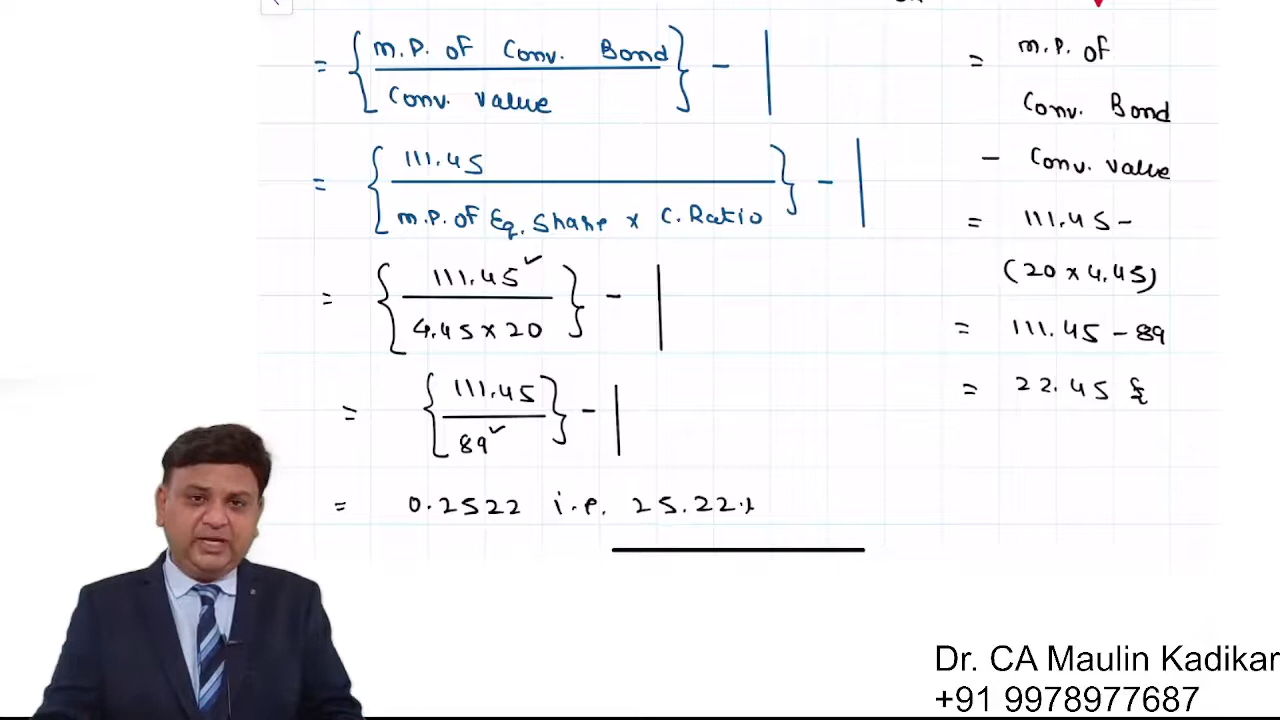 = { M.P. of Conv. Bond / Conv. value } - 1
= { 111.45 / M.P. of Eq. Share x C. Ratio } - 1
= { 111.45 ✓ / 4.45 x 20 } - 1
= { 111.45 / 89 ✓ } - 1
= 0.2522 i.e. 25.22%
= M.P. of
Conv. Bond
- Conv. value
= 111.45 -
(20 x 4.45)
= 111.45 - 89
= 22.45 £
Dr. CA Maulin Kadikar
+91 9978977687